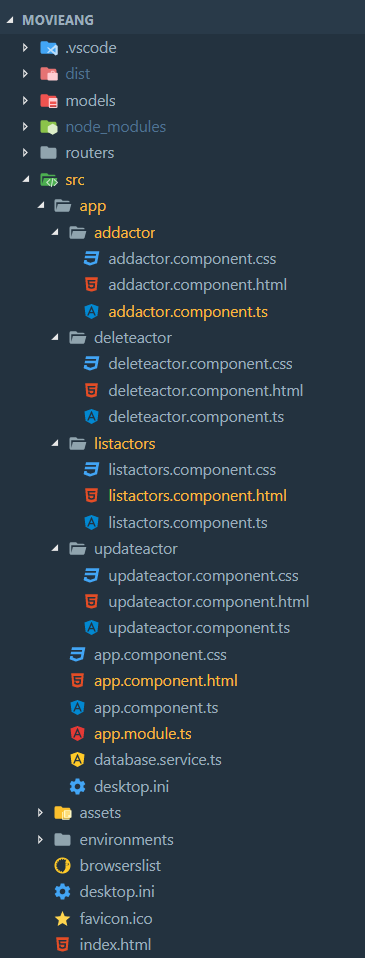 MOVIEANG
.vscode
dist
models
node_modules
routers
src
app
addactor
addactor.component.css
addactor.component.html
addactor.component.ts
deleteactor
deleteactor.component.css
deleteactor.component.html
deleteactor.component.ts
listactors
listactors.component.css
listactors.component.html
listactors.component.ts
updateactor
updateactor.component.css
updateactor.component.html
updateactor.component.ts
app.component.css
app.component.html
app.component.ts
app.module.ts
database.service.ts
desktop.ini
assets
environments
browserslist
desktop.ini
favicon.ico
index.html